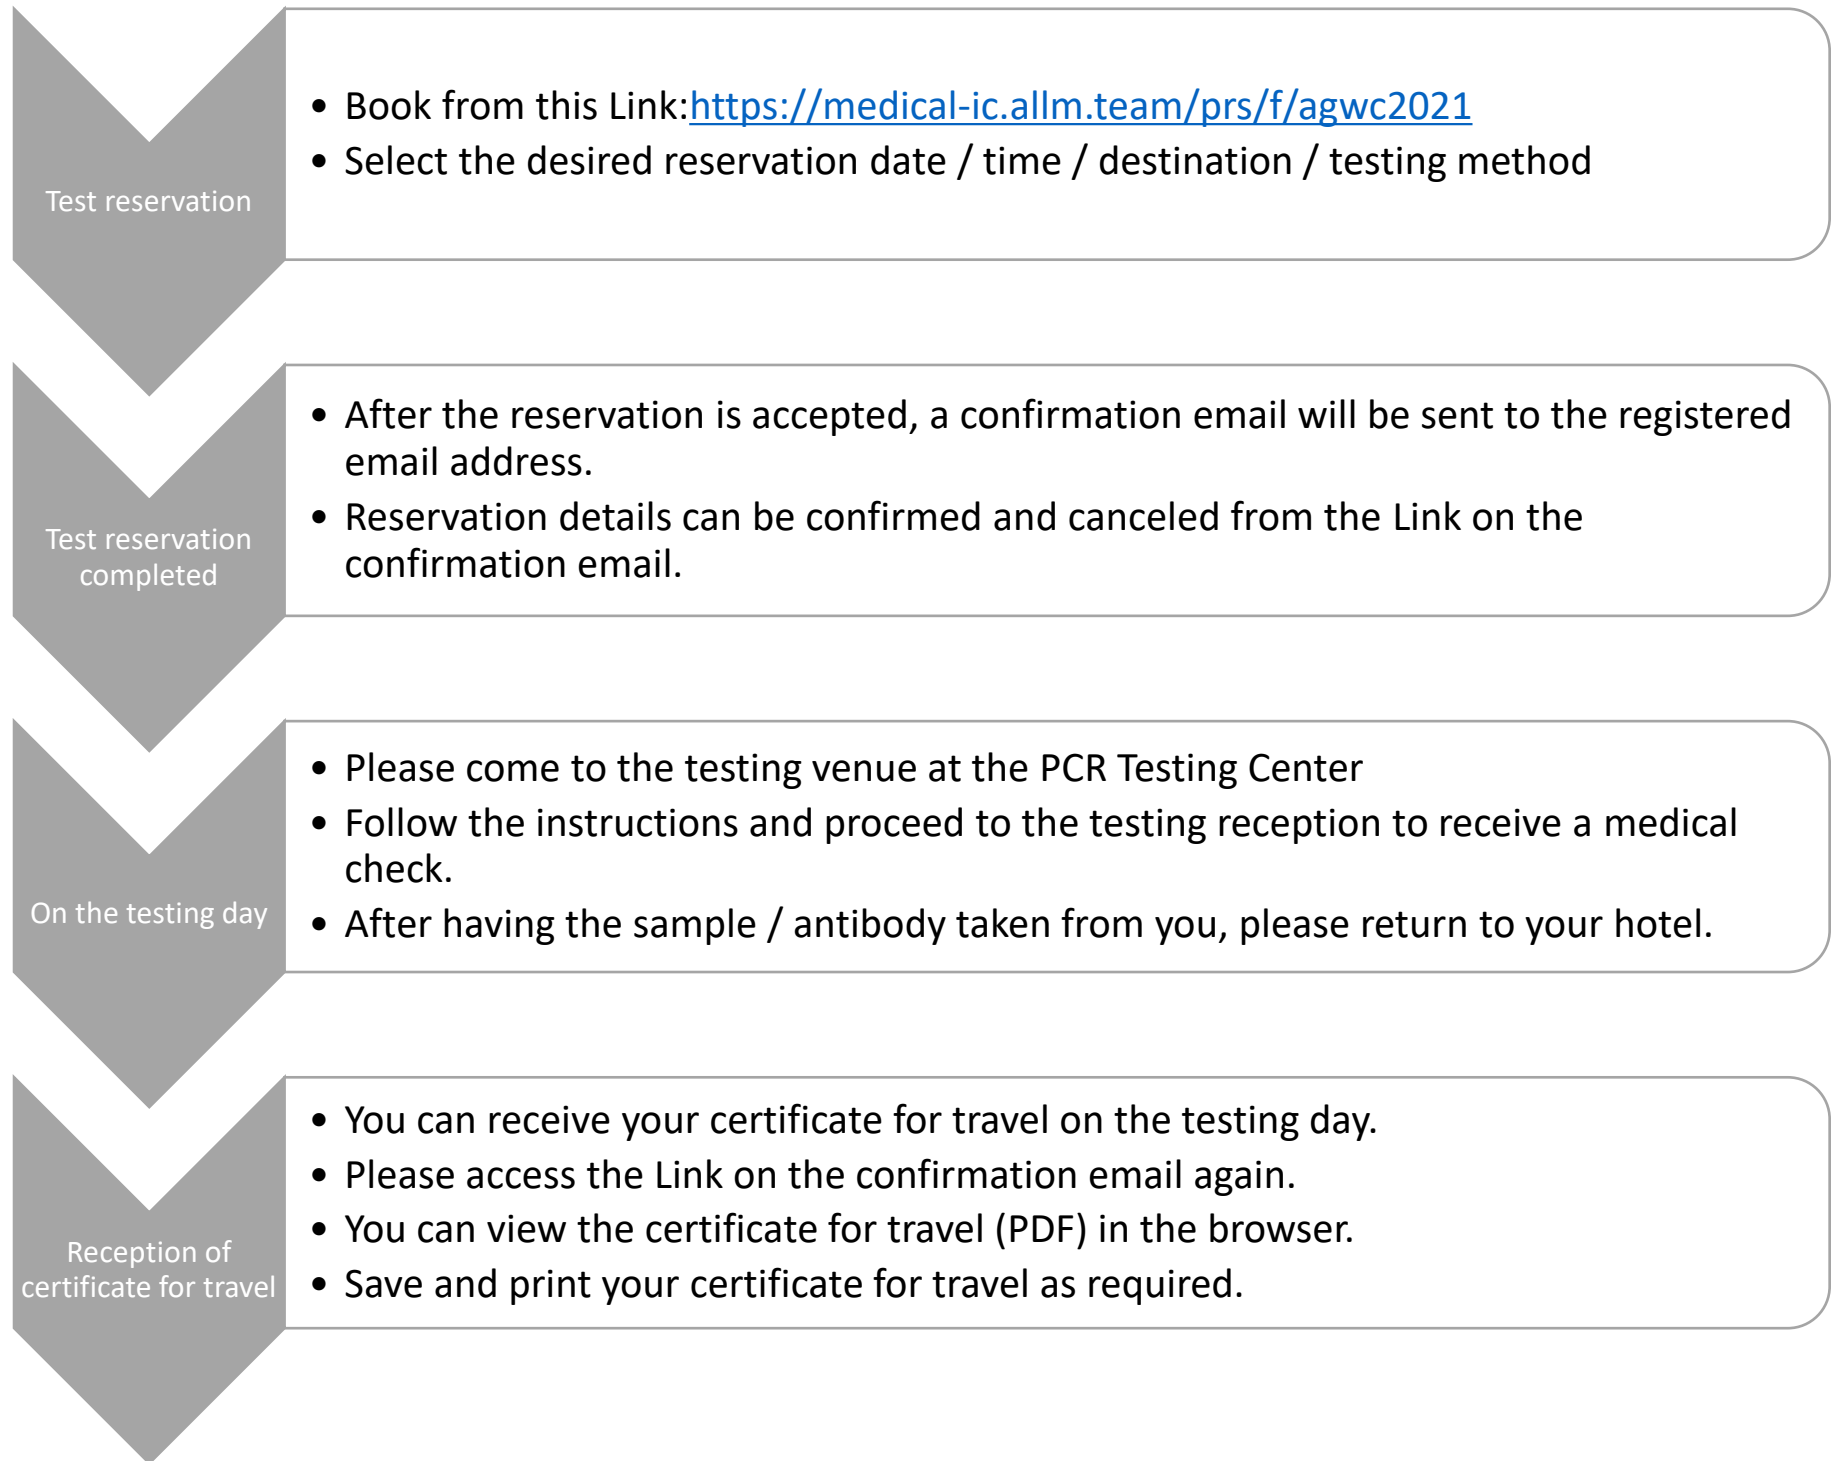 Test reservation
• Book from this Link:https://medical-ic.allm.team/prs/f/agwc2021
• Select the desired reservation date / time / destination / testing method
Test reservation
completed
• After the reservation is accepted, a confirmation email will be sent to the registered
email address.
• Reservation details can be confirmed and canceled from the Link on the
confirmation email.
On the testing day
• Please come to the testing venue at the PCR Testing Center
• Follow the instructions and proceed to the testing reception to receive a medical
check.
• After having the sample / antibody taken from you, please return to your hotel.
Reception of
certificate for travel
• You can receive your certificate for travel on the testing day.
• Please access the Link on the confirmation email again.
• You can view the certificate for travel (PDF) in the browser.
• Save and print your certificate for travel as required.